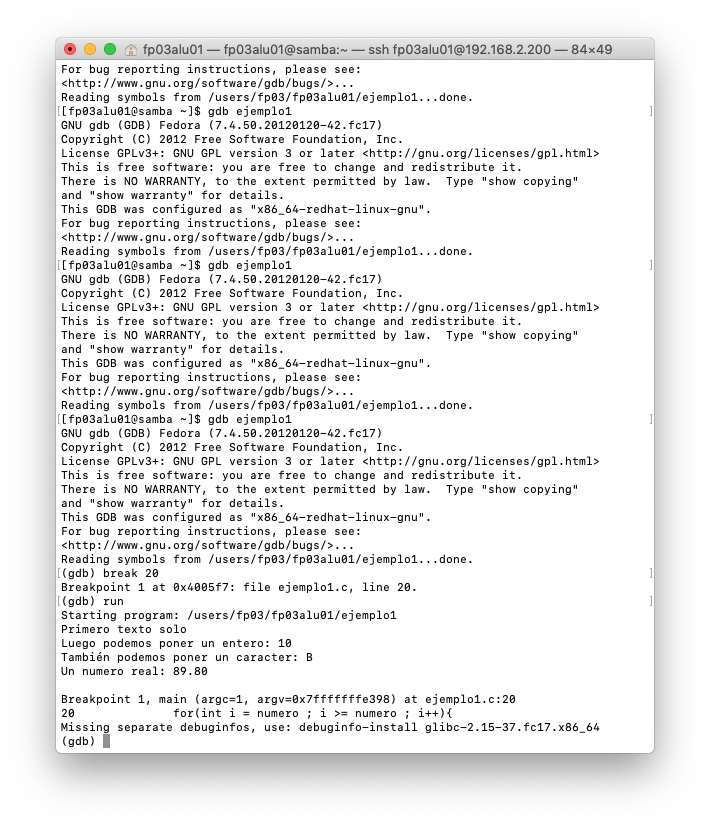 fp03alu01 — fp03alu01@samba:~ — ssh fp03alu01@192.168.2.200 — 84×49
For bug reporting instructions, please see:
<http://www.gnu.org/software/gdb/bugs/>...
Reading symbols from /users/fp03/fp03alu01/ejemplo1...done.
[[fp03alu01@samba ~]$ gdb ejemplo1 ]
GNU gdb (GDB) Fedora (7.4.50.20120120-42.fc17)
Copyright (C) 2012 Free Software Foundation, Inc.
License GPLv3+: GNU GPL version 3 or later <http://gnu.org/licenses/gpl.html>
This is free software: you are free to change and redistribute it.
There is NO WARRANTY, to the extent permitted by law.  Type "show copying"
and "show warranty" for details.
This GDB was configured as "x86_64-redhat-linux-gnu".
For bug reporting instructions, please see:
<http://www.gnu.org/software/gdb/bugs/>...
Reading symbols from /users/fp03/fp03alu01/ejemplo1...done.
[[fp03alu01@samba ~]$ gdb ejemplo1 ]
GNU gdb (GDB) Fedora (7.4.50.20120120-42.fc17)
Copyright (C) 2012 Free Software Foundation, Inc.
License GPLv3+: GNU GPL version 3 or later <http://gnu.org/licenses/gpl.html>
This is free software: you are free to change and redistribute it.
There is NO WARRANTY, to the extent permitted by law.  Type "show copying"
and "show warranty" for details.
This GDB was configured as "x86_64-redhat-linux-gnu".
For bug reporting instructions, please see:
<http://www.gnu.org/software/gdb/bugs/>...
Reading symbols from /users/fp03/fp03alu01/ejemplo1...done.
[[fp03alu01@samba ~]$ gdb ejemplo1 ]
GNU gdb (GDB) Fedora (7.4.50.20120120-42.fc17)
Copyright (C) 2012 Free Software Foundation, Inc.
License GPLv3+: GNU GPL version 3 or later <http://gnu.org/licenses/gpl.html>
This is free software: you are free to change and redistribute it.
There is NO WARRANTY, to the extent permitted by law.  Type "show copying"
and "show warranty" for details.
This GDB was configured as "x86_64-redhat-linux-gnu".
For bug reporting instructions, please see:
<http://www.gnu.org/software/gdb/bugs/>...
Reading symbols from /users/fp03/fp03alu01/ejemplo1...done.
[(gdb) break 20 ]
Breakpoint 1 at 0x4005f7: file ejemplo1.c, line 20.
[(gdb) run ]
Starting program: /users/fp03/fp03alu01/ejemplo1
Primero texto solo
Luego podemos poner un entero: 10
También podemos poner un caracter: B
Un numero real: 89.80
Breakpoint 1, main (argc=1, argv=0x7fffffffe398) at ejemplo1.c:20
20              for(int i = numero ; i >= numero ; i++){
Missing separate debuginfos, use: debuginfo-install glibc-2.15-37.fc17.x86_64
(gdb)